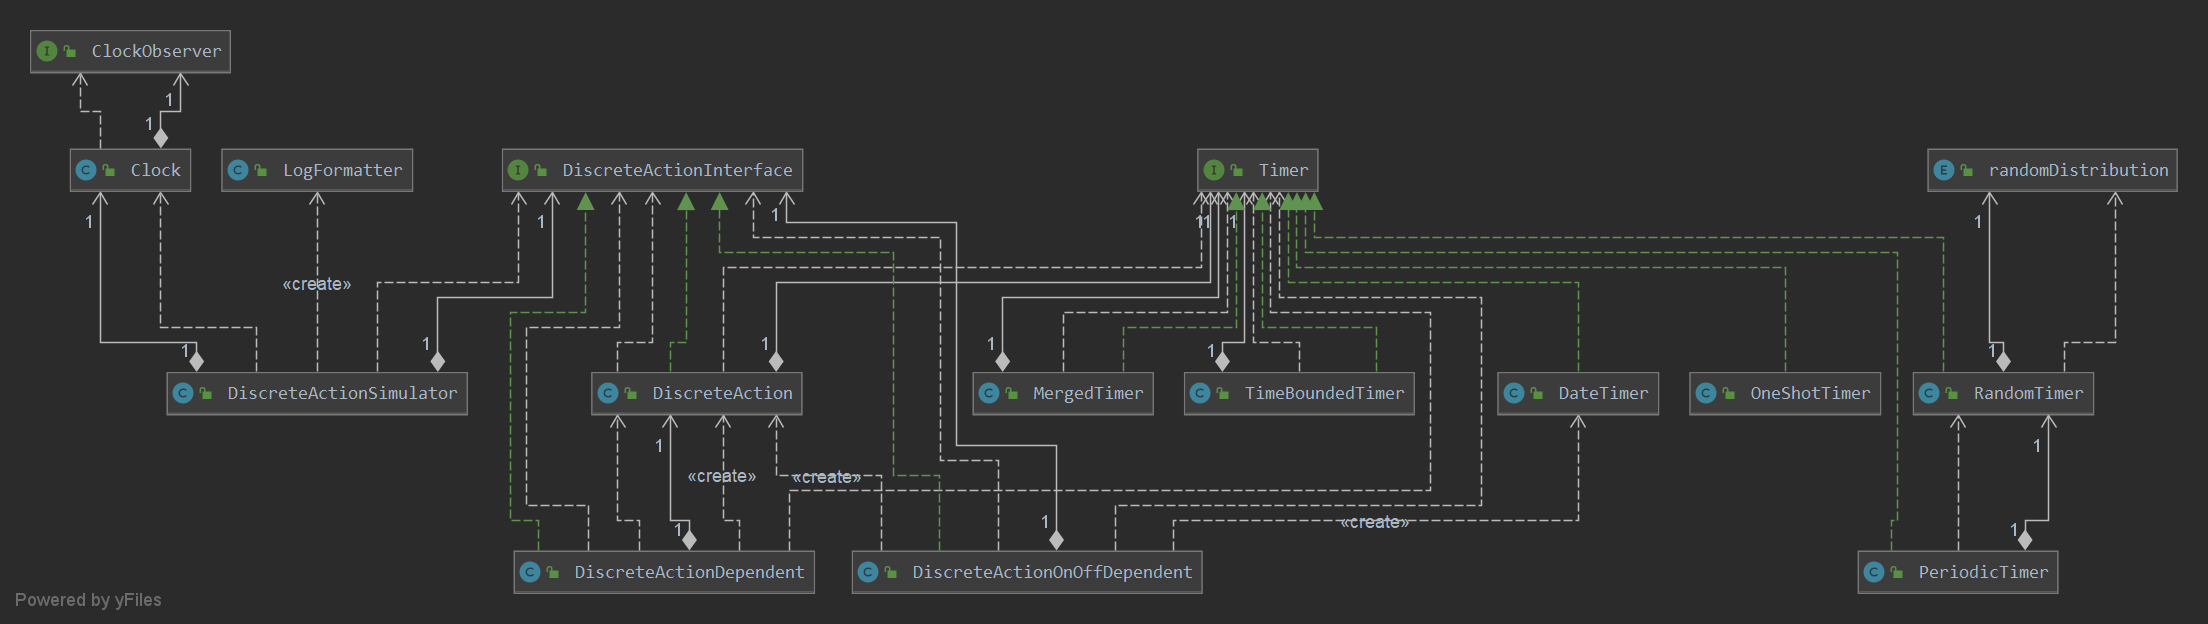 ClockObserver
1
1
Clock
LogFormatter
DiscreteActionInterface
Timer
randomDistribution
1
1
1
11
1
1
«create»
1
1
1
1
1
1
DiscreteActionSimulator
DiscreteAction
MergedTimer
TimeBoundedTimer
DateTimer
OneShotTimer
RandomTimer
1
1
«create»
«create»
1
1
«create»
1
DiscreteActionDependent
DiscreteActionOnOffDependent
PeriodicTimer
Powered by yFiles